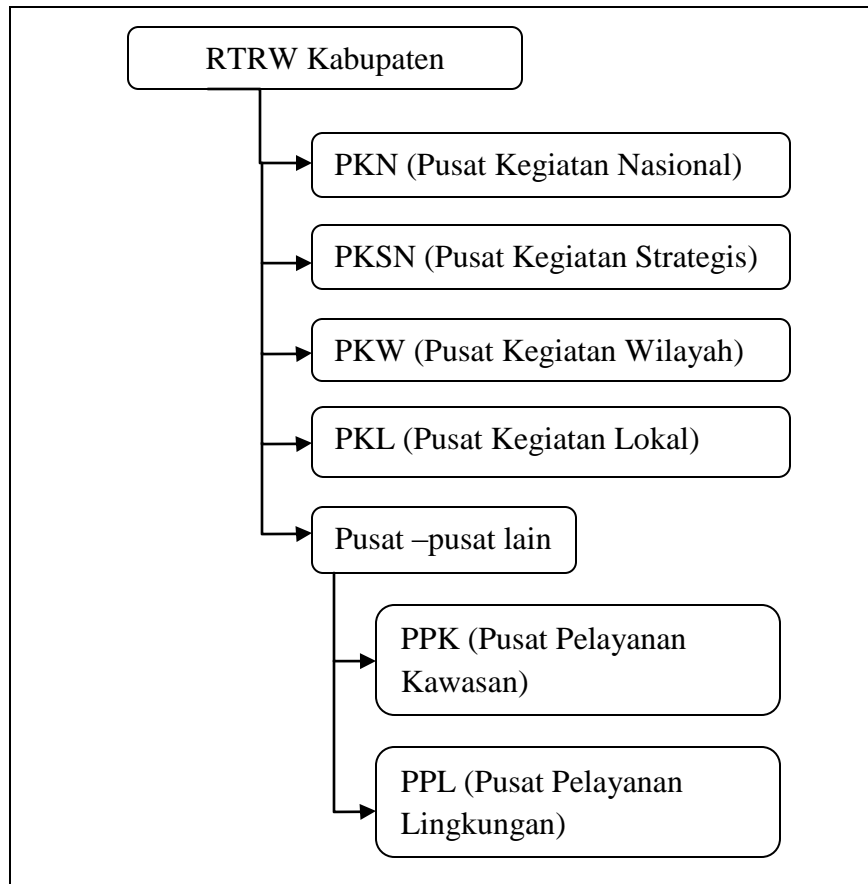 RTRW Kabupaten
PKN (Pusat Kegiatan Nasional)
PKSN (Pusat Kegiatan Strategis)
PKW (Pusat Kegiatan Wilayah)
PKL (Pusat Kegiatan Lokal)
Pusat –pusat lain
PPK (Pusat Pelayanan
Kawasan)
PPL (Pusat Pelayanan
Lingkungan)